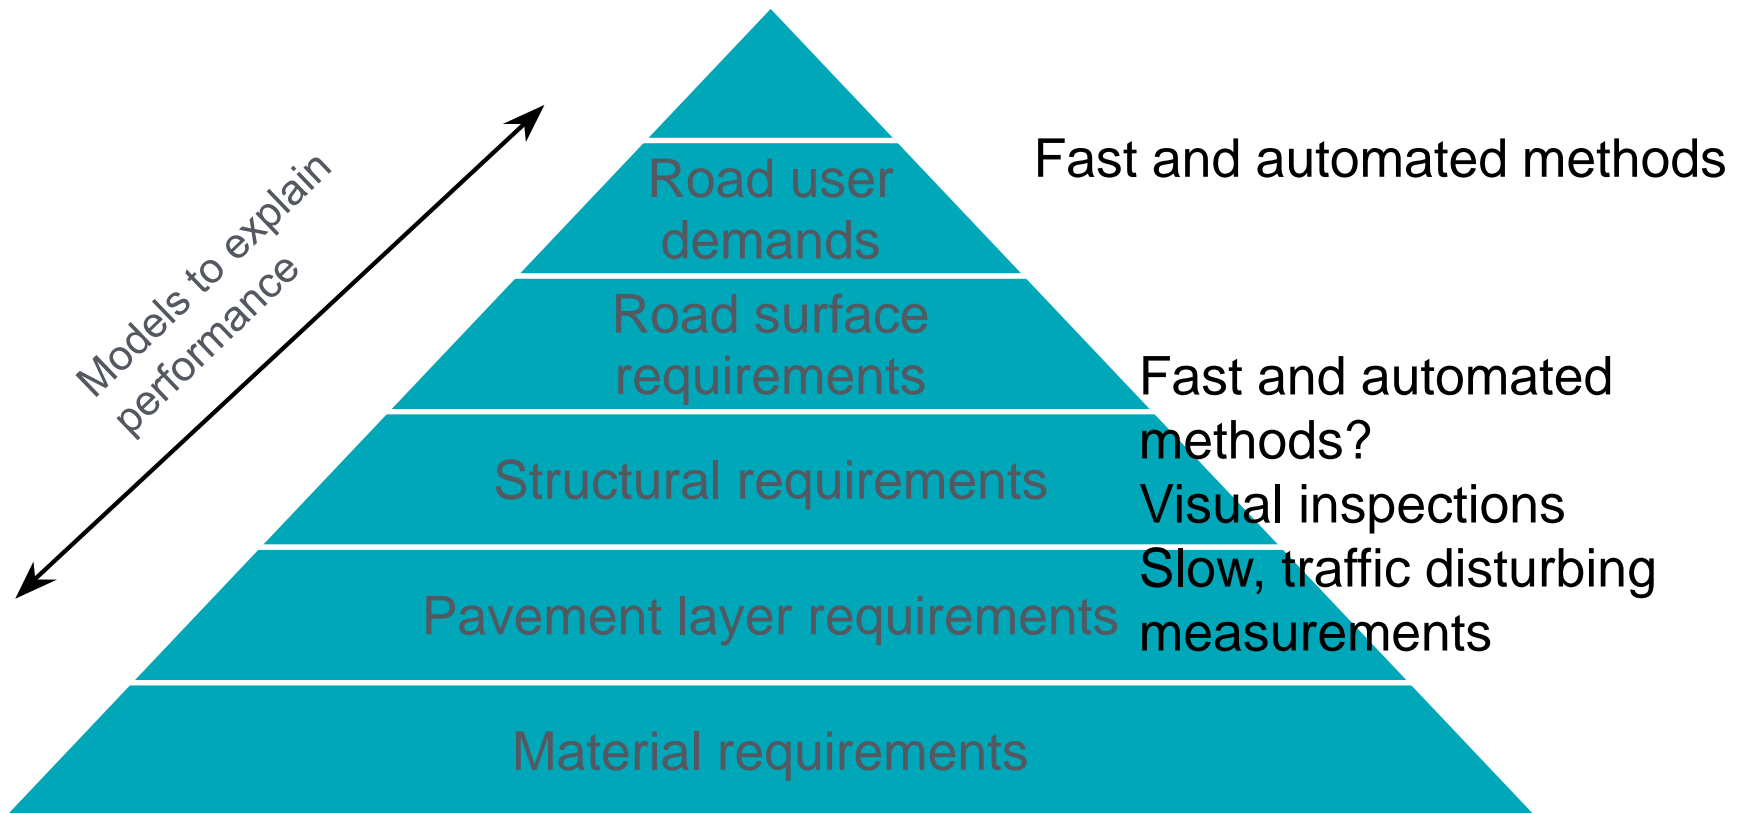 Models to explain
performance
Road user
demands
Road surface
requirements
Structural requirements
Pavement layer requirements
Material requirements
Fast and automated methods
Fast and automated
methods?
Visual inspections
Slow, traffic disturbing
measurements